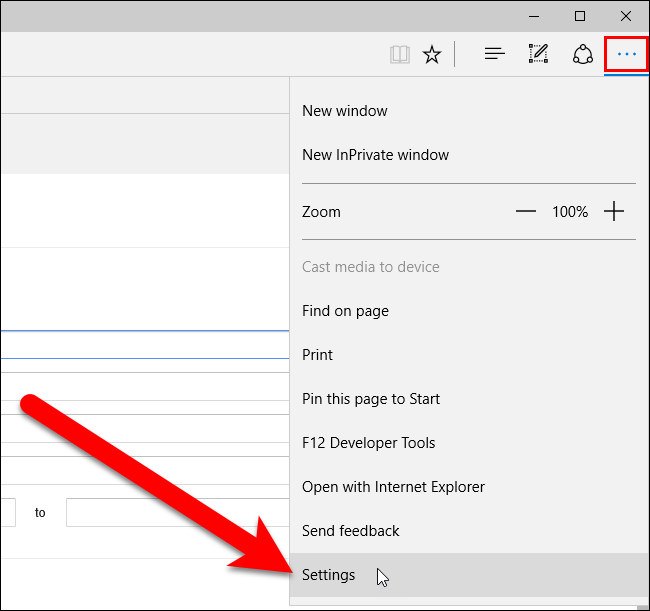 New window
New InPrivate window
Zoom 100%
Cast media to device
Find on page
Print
Pin this page to Start
F12 Developer Tools
Open with Internet Explorer
to
Send feedback
Settings